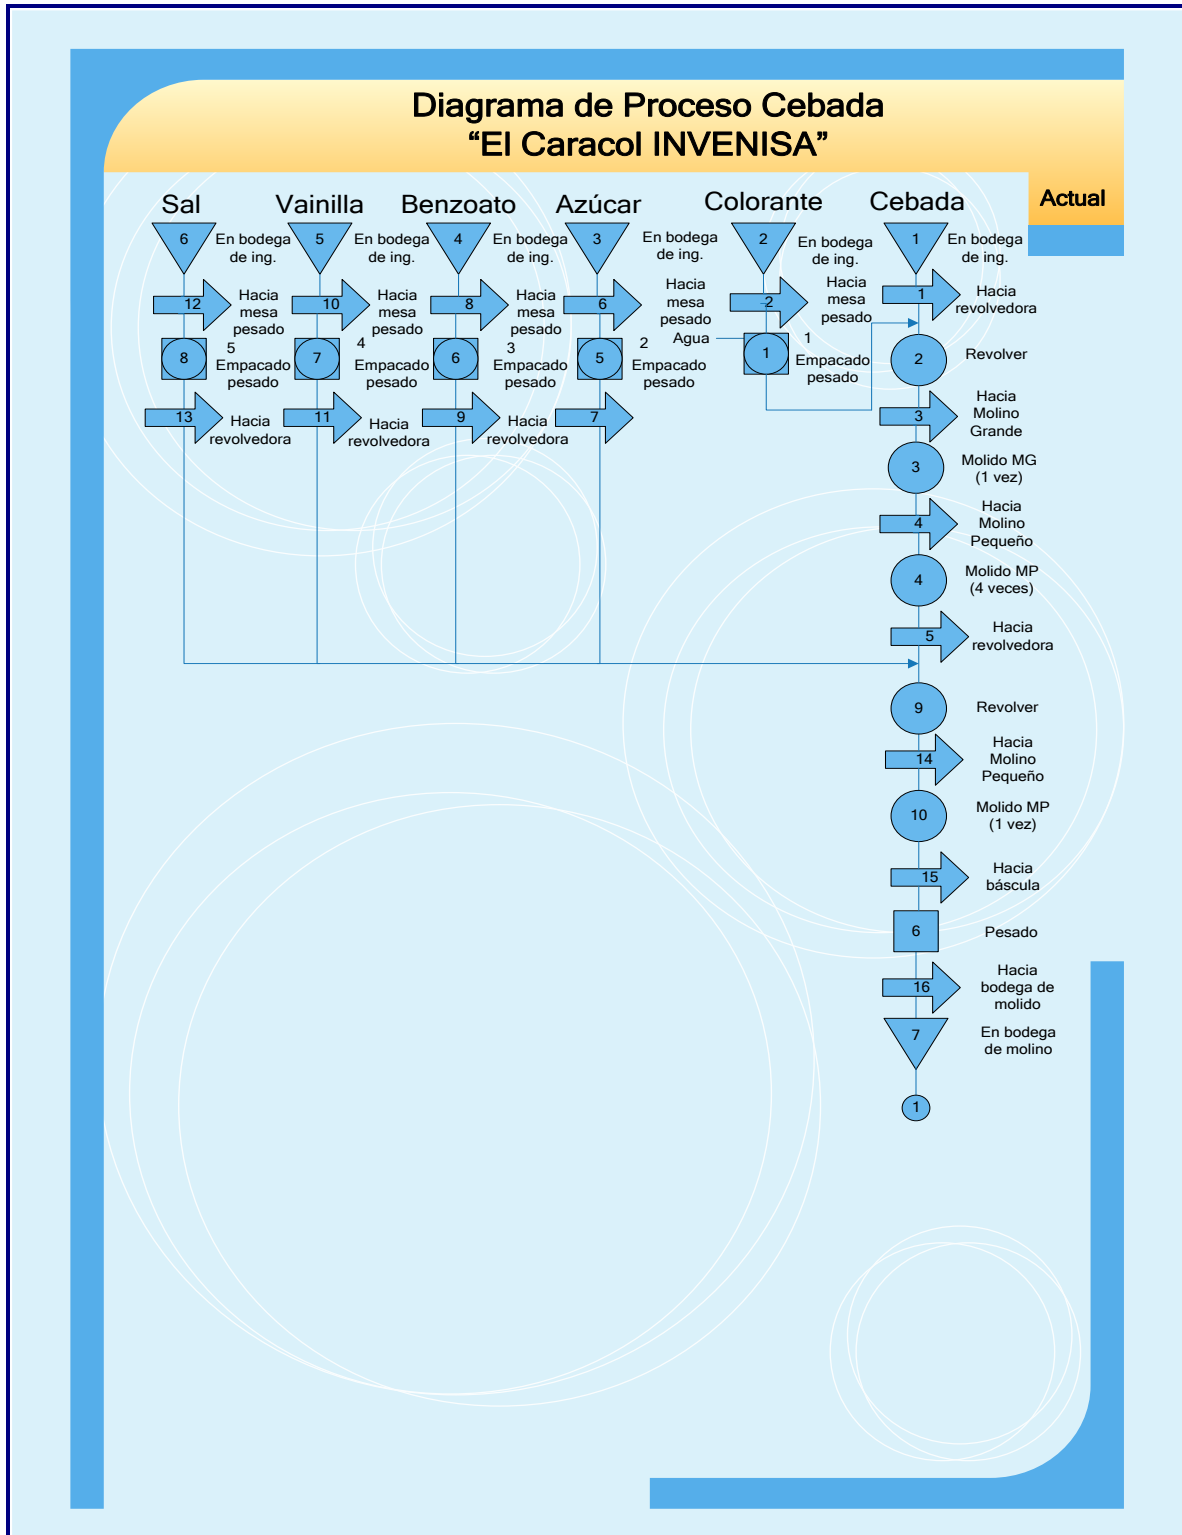 Diagrama de Proceso Cebada
“El Caracol INVENISA”
Actual
Sal
Vainilla
Benzoato
Azúcar
Colorante
Cebada
6
En bodega
de ing.
5
En bodega
de ing.
4
En bodega
de ing.
3
En bodega
de ing.
2
En bodega
de ing.
1
En bodega
de ing.
12
Hacia
mesa
pesado
10
Hacia
mesa
pesado
8
Hacia
mesa
pesado
6
Hacia
mesa
pesado
2
Hacia
mesa
pesado
1
Hacia
revolvedora
8
5
Empacado
pesado
7
4
Empacado
pesado
6
3
Empacado
pesado
5
2
Empacado
pesado
Agua
1
1
Empacado
pesado
2
Revolver
13
Hacia
revolvedora
11
Hacia
revolvedora
9
Hacia
revolvedora
7
3
Hacia
Molino
Grande
3
Molido MG
(1 vez)
4
Hacia
Molino
Pequeño
4
Molido MP
(4 veces)
5
Hacia
revolvedora
9
Revolver
14
Hacia
Molino
Pequeño
10
Molido MP
(1 vez)
15
Hacia
báscula
6
Pesado
16
Hacia
bodega de
molido
7
En bodega
de molino
1